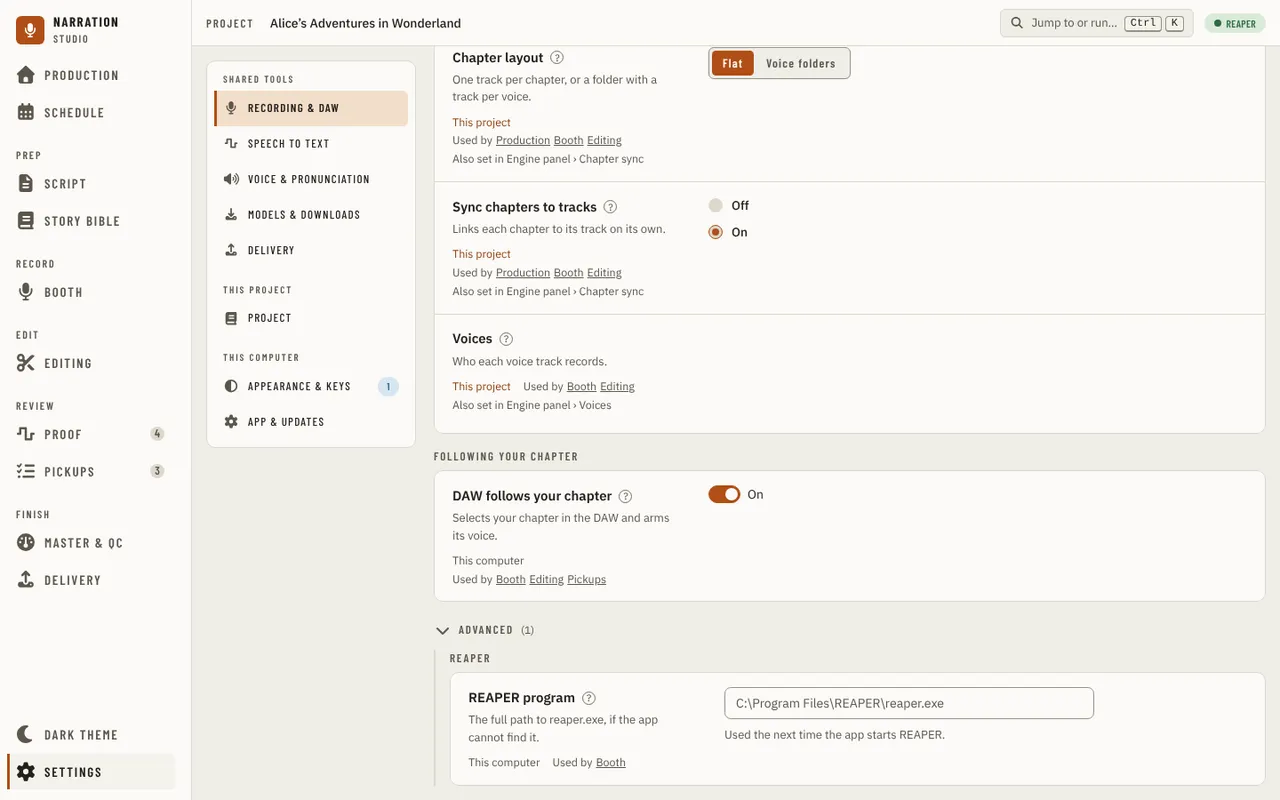 NARRATION
STUDIO
PRODUCTION
SCHEDULE
PREP
SCRIPT
STORY BIBLE
RECORD
BOOTH
EDIT
EDITING
REVIEW
PROOF 4
PICKUPS 3
FINISH
MASTER & QC
DELIVERY
DARK THEME
SETTINGS
PROJECT Alice’s Adventures in Wonderland
Jump to or run... Ctrl K
REAPER
SHARED TOOLS
RECORDING & DAW
SPEECH TO TEXT
VOICE & PRONUNCIATION
MODELS & DOWNLOADS
DELIVERY
THIS PROJECT
PROJECT
THIS COMPUTER
APPEARANCE & KEYS 1
APP & UPDATES
Chapter layout ?
Flat Voice folders
One track per chapter, or a folder with a
track per voice.
This project
Used by Production Booth Editing
Also set in Engine panel › Chapter sync
Sync chapters to tracks ?
Off
On
Links each chapter to its track on its own.
This project
Used by Production Booth Editing
Also set in Engine panel › Chapter sync
Voices ?
Who each voice track records.
This project Used by Booth Editing
Also set in Engine panel › Voices
FOLLOWING YOUR CHAPTER
DAW follows your chapter ?
On
Selects your chapter in the DAW and arms
its voice.
This computer
Used by Booth Editing Pickups
ADVANCED (1)
REAPER
REAPER program ?
C:\Program Files\REAPER\reaper.exe
The full path to reaper.exe, if the app
cannot find it.
Used the next time the app starts REAPER.
This computer Used by Booth